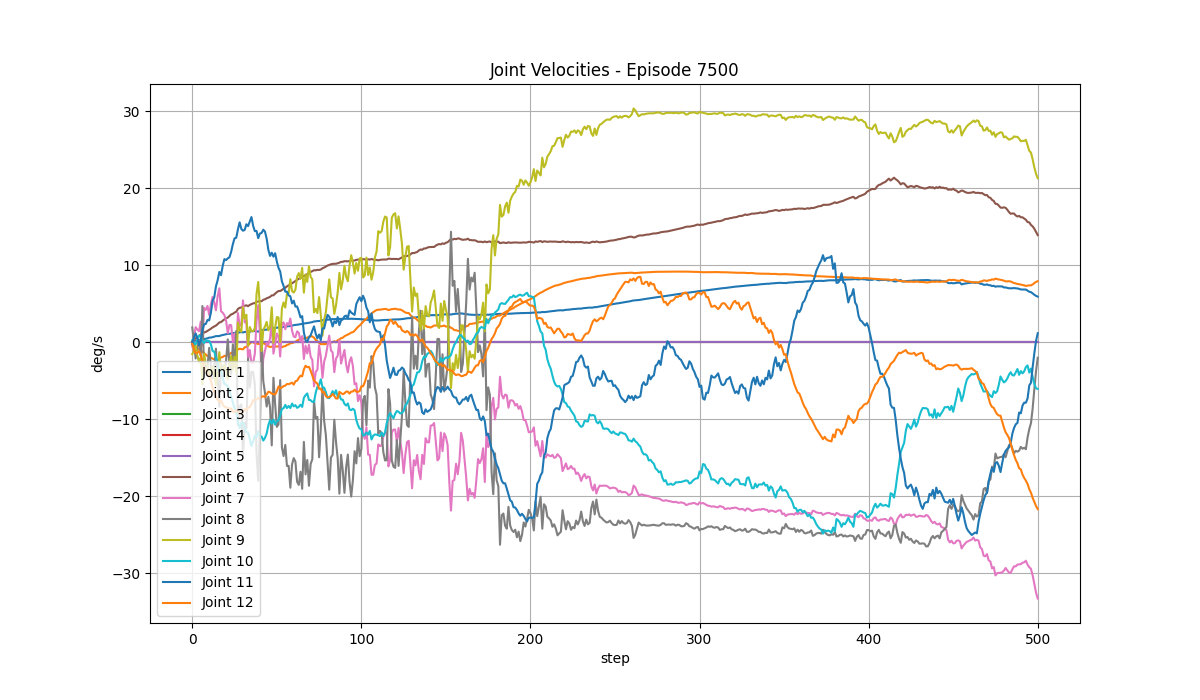 Joint Velocities - Episode 7500
deg/s
30
20
10
0
−10
−20
−30
Joint 1
Joint 2
Joint 3
Joint 4
Joint 5
Joint 6
Joint 7
Joint 8
Joint 9
Joint 10
Joint 11
Joint 12
0 100 200 300 400 500
step